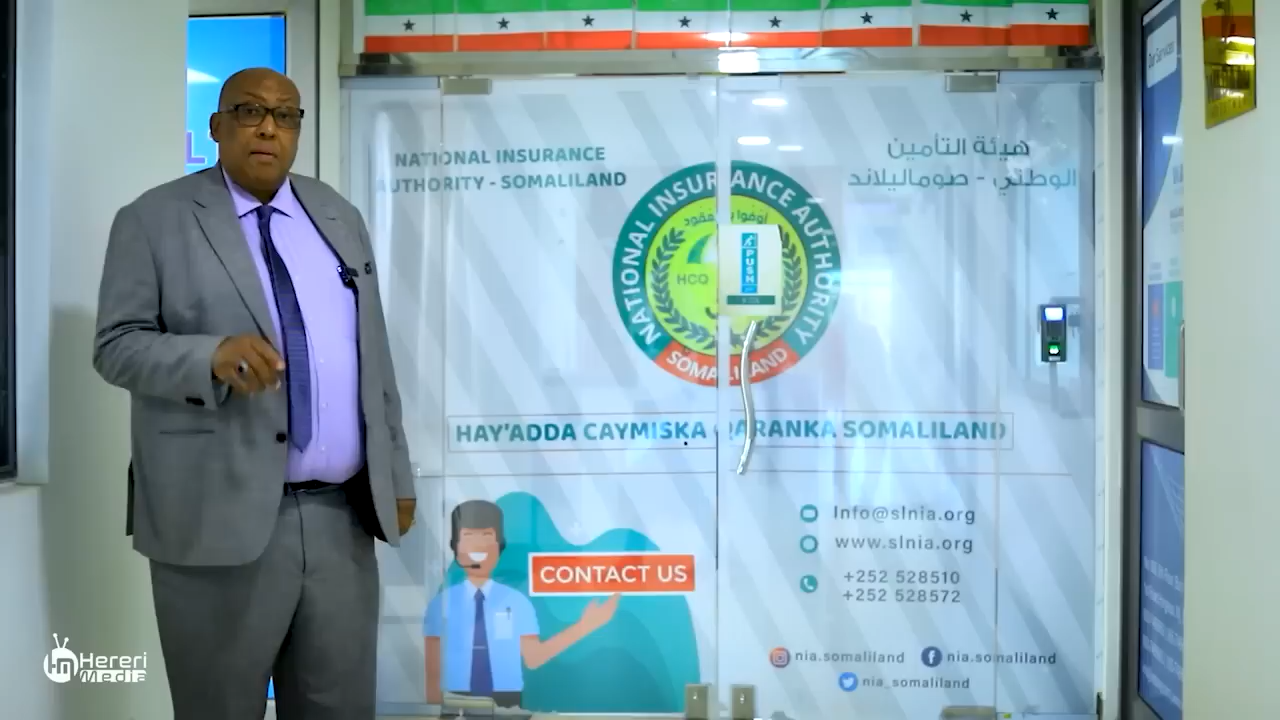 NATIONAL INSURANCE
AUTHORITY - SOMALILAND
هيئة التأمين
الوطني - صوماليلاند
NATIONAL INSURANCE AUTHORITY
SOMALILAND
HCQ
PUSH
HAY'ADDA CAYMISKA QARANKA SOMALILAND
CONTACT US
Info@slnia.org
www.slnia.org
+252 528510
+252 528572
nia.somaliland
nia.somaliland
nia_somaliland
Our Services
Hereri
Media